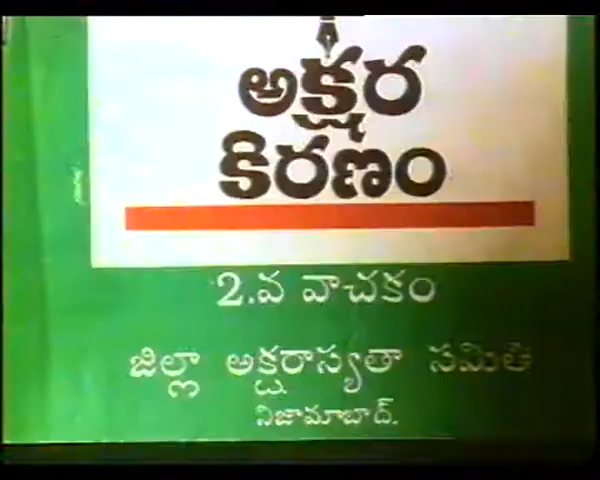 అక్షర
కిరణం
2.వ వాచకం
జిల్లా అక్షరాస్యతా సమితి
నిజామాబాద్.